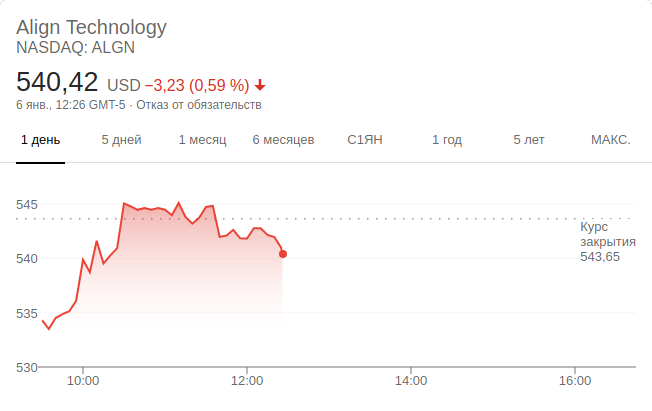 Align Technology
NASDAQ: ALGN
540,42 USD −3,23 (0,59 %)
6 янв., 12:26 GMT-5 · Отказ от обязательств
1 день 5 дней 1 месяц 6 месяцев С1ЯН 1 год 5 лет МАКС.
545
Курс
закрытия
543,65
540
535
530
10:00 12:00 14:00 16:00